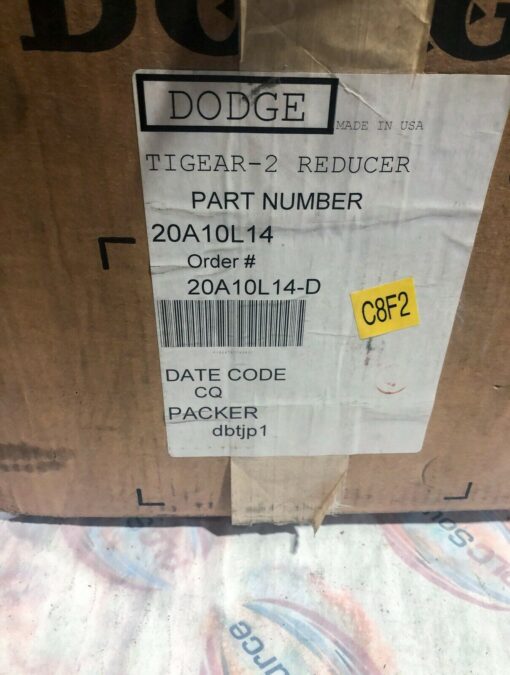 DODGE
MADE IN USA
TIGEAR-2 REDUCER
PART NUMBER
20A10L14
Order #
20A10L14-D
C8F2
DATE CODE
CQ
PACKER
dbtjp1